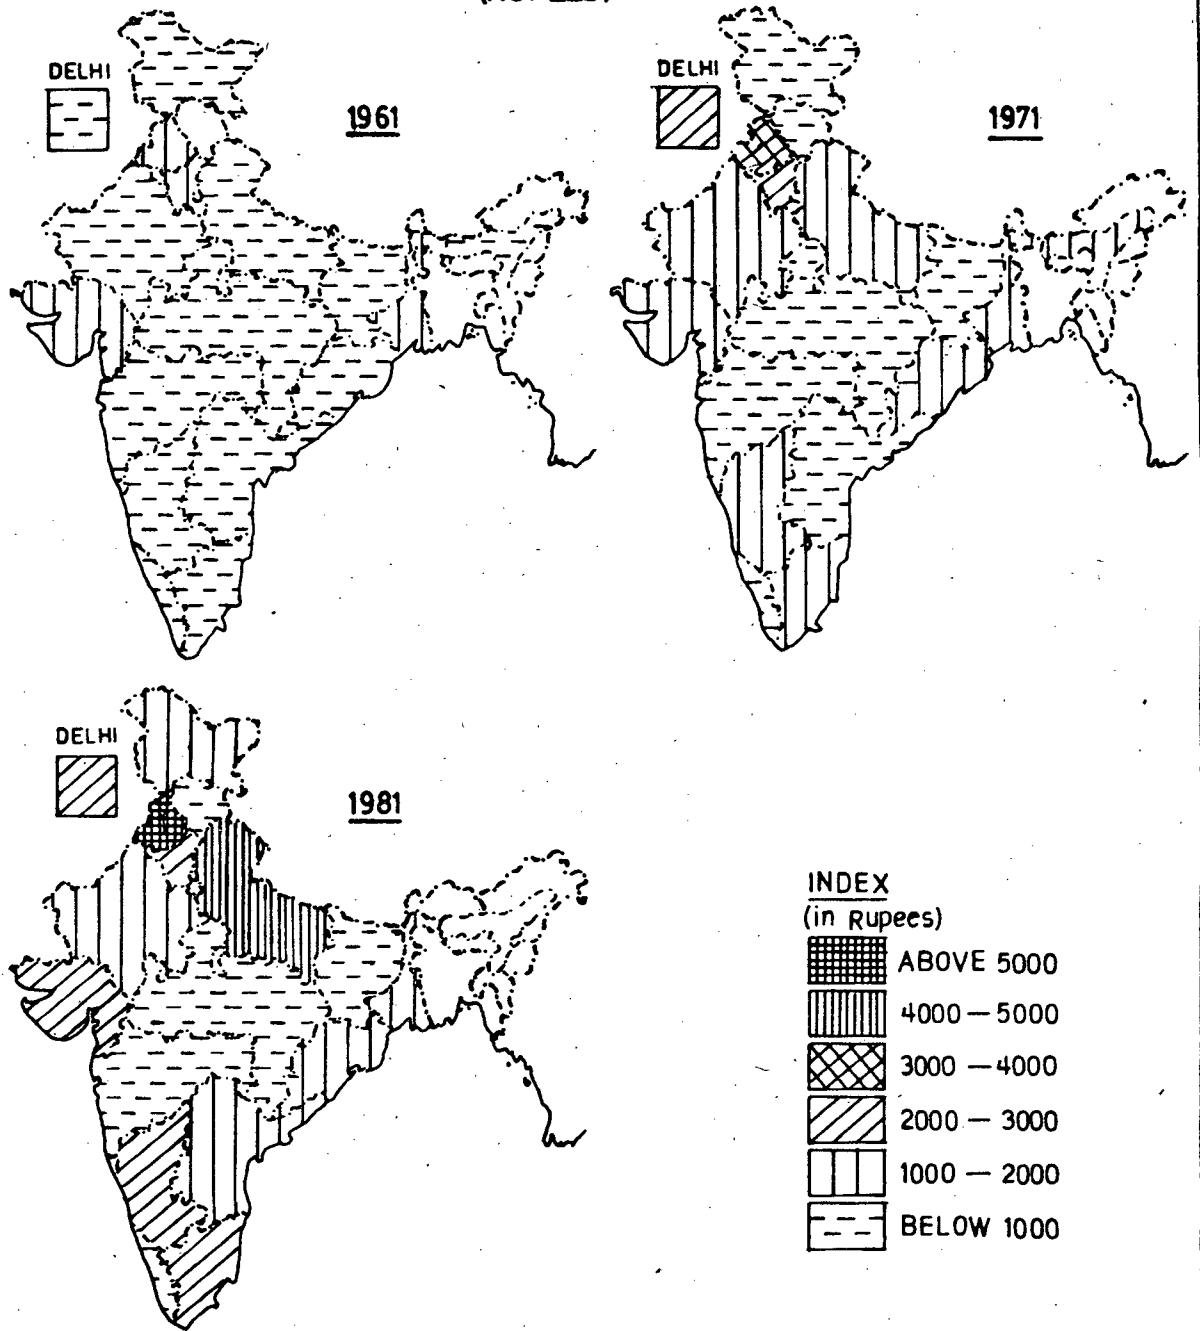 DELHI
1961
DELHI
1971
DELHI
1981
INDEX
(in Rupees)
ABOVE 5000
4000 — 5000
3000 — 4000
2000 — 3000
1000 — 2000
BELOW 1000